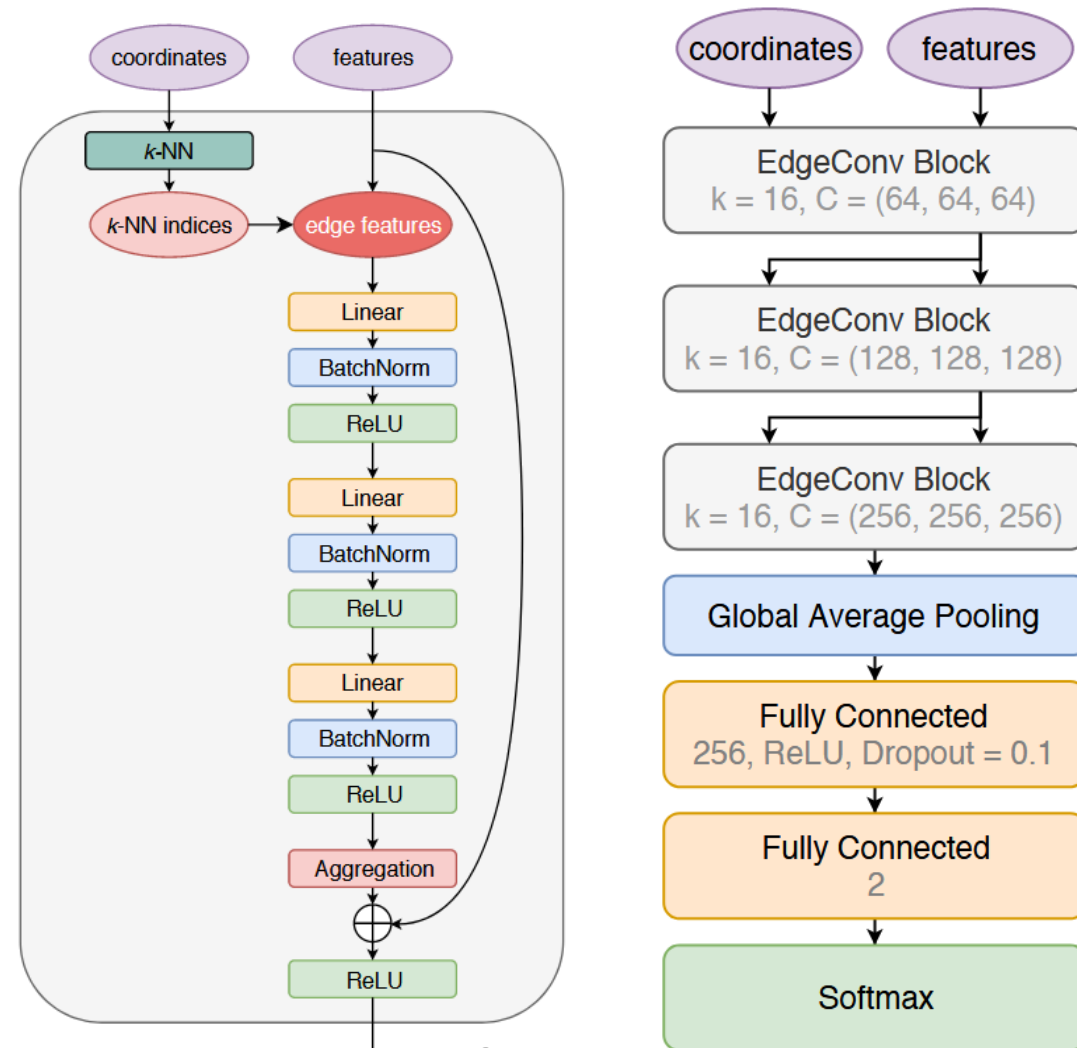 coordinates
features
k-NN
k-NN indices
edge features
Linear
BatchNorm
ReLU
Linear
BatchNorm
ReLU
Linear
BatchNorm
ReLU
Aggregation
ReLU
coordinates
features
EdgeConv Block
k = 16, C = (64, 64, 64)
EdgeConv Block
k = 16, C = (128, 128, 128)
EdgeConv Block
k = 16, C = (256, 256, 256)
Global Average Pooling
Fully Connected
256, ReLU, Dropout = 0.1
Fully Connected
2
Softmax